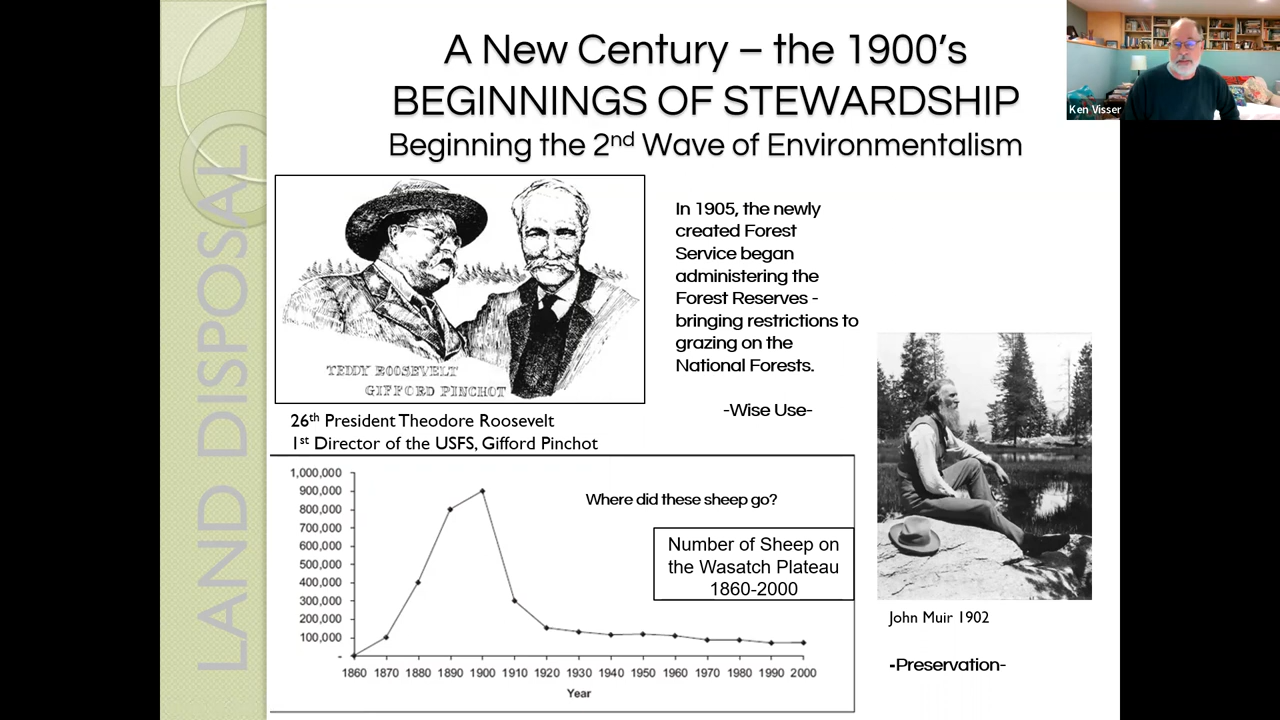 A New Century – the 1900’s
BEGINNINGS OF STEWARDSHIP
Beginning the 2nd Wave of Environmentalism
Ken Visser
LAND DISPOSAL
TEDDY ROOSEVELT
GIFFORD PINCHOT
26th President Theodore Roosevelt
1st Director of the USFS, Gifford Pinchot
In 1905, the newly
created Forest
Service began
administering the
Forest Reserves -
bringing restrictions to
grazing on the
National Forests.
-Wise Use-
1,000,000
900,000
800,000
700,000
600,000
500,000
400,000
300,000
200,000
100,000
-
1860 1870 1880 1890 1900 1910 1920 1930 1940 1950 1960 1970 1980 1990 2000
Year
Where did these sheep go?
Number of Sheep on
the Wasatch Plateau
1860-2000
John Muir 1902
-Preservation-